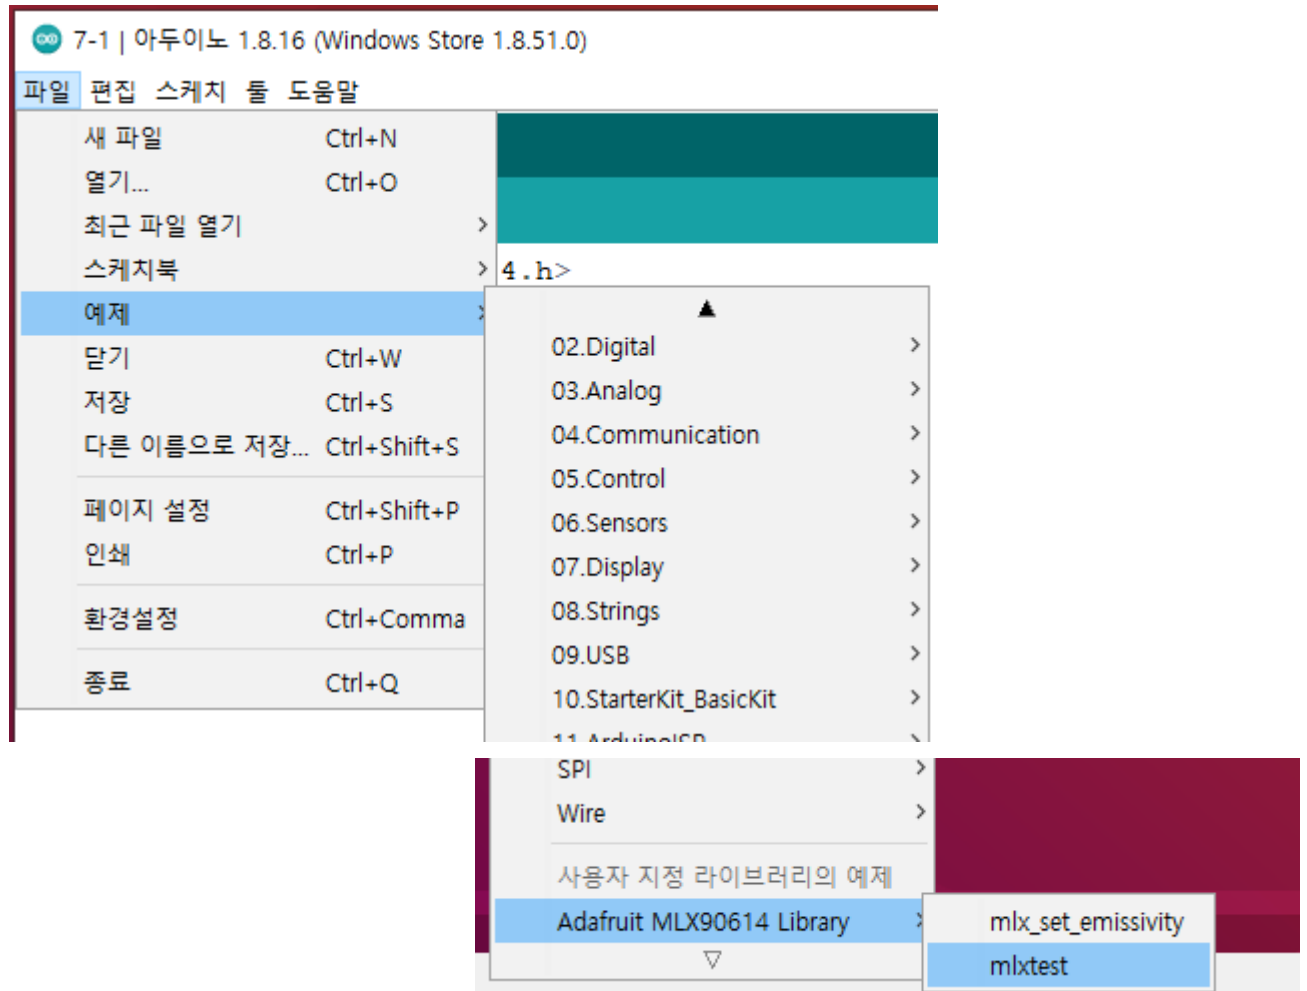 7-1 | 아두이노 1.8.16 (Windows Store 1.8.51.0)
파일 편집 스케치 툴 도움말
새 파일 Ctrl+N
열기... Ctrl+O
최근 파일 열기
스케치북
예제
닫기 Ctrl+W
저장 Ctrl+S
다른 이름으로 저장... Ctrl+Shift+S
페이지 설정 Ctrl+Shift+P
인쇄 Ctrl+P
환경설정 Ctrl+Comma
종료 Ctrl+Q
4.h>
02.Digital
03.Analog
04.Communication
05.Control
06.Sensors
07.Display
08.Strings
09.USB
10.StarterKit_BasicKit
11.ArduinoISP
SPI
Wire
사용자 지정 라이브러리의 예제
Adafruit MLX90614 Library
mlx_set_emissivity
mlxtest